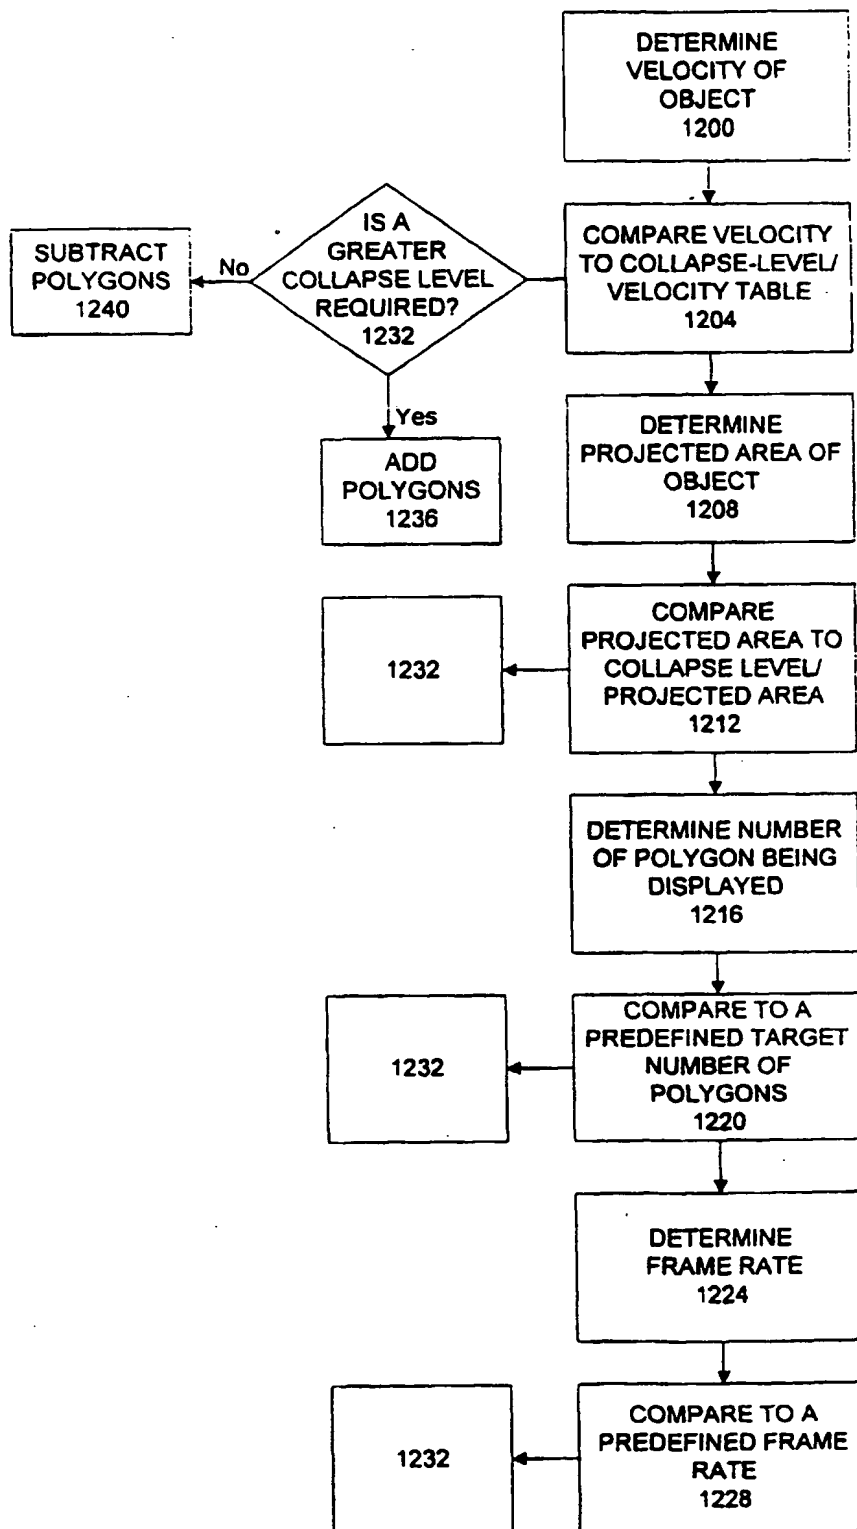 DETERMINE
VELOCITY OF
OBJECT
1200
IS A
GREATER
COLLAPSE LEVEL
REQUIRED?
1232
No
SUBTRACT
POLYGONS
1240
COMPARE VELOCITY
TO COLLAPSE-LEVEL/
VELOCITY TABLE
1204
Yes
ADD
POLYGONS
1236
DETERMINE
PROJECTED AREA OF
OBJECT
1208
COMPARE
PROJECTED AREA TO
COLLAPSE LEVEL/
PROJECTED AREA
1212
1232
DETERMINE NUMBER
OF POLYGON BEING
DISPLAYED
1216
COMPARE TO A
PREDEFINED TARGET
NUMBER OF
POLYGONS
1220
1232
DETERMINE
FRAME RATE
1224
COMPARE TO A
PREDEFINED FRAME
RATE
1228
1232